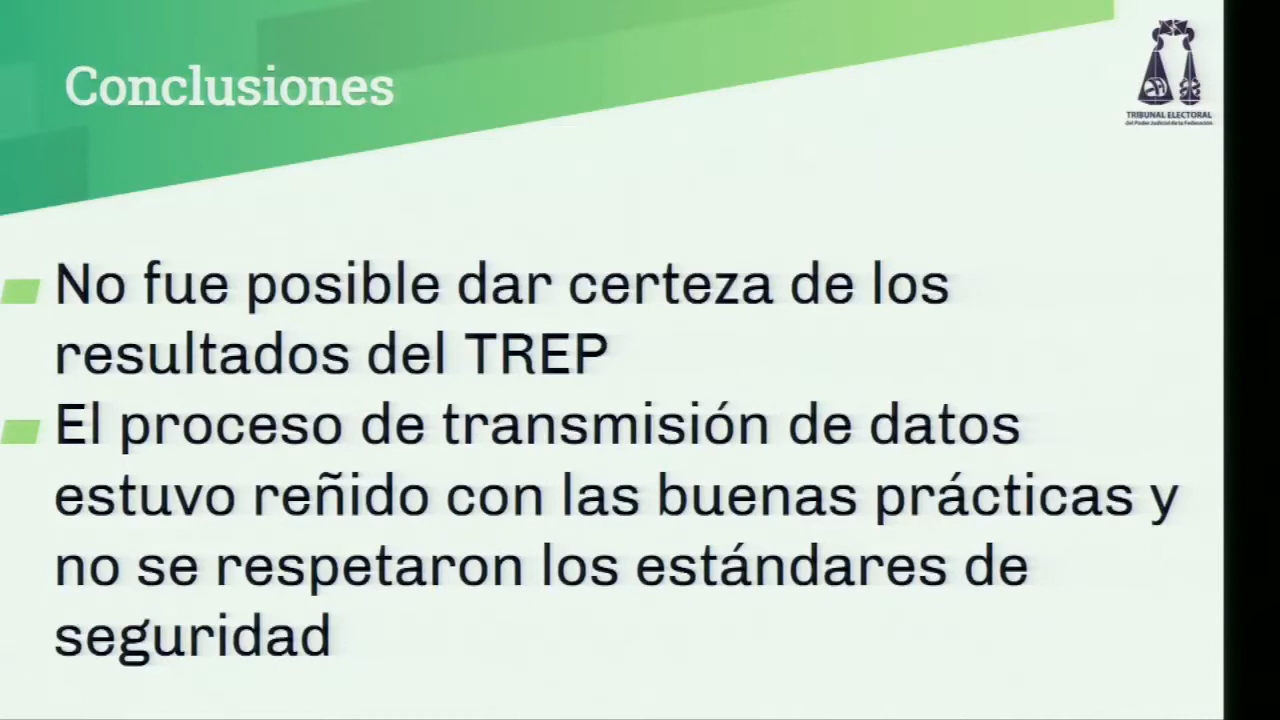 Conclusiones
TRIBUNAL ELECTORAL
del Poder Judicial de la Federación
No fue posible dar certeza de los
resultados del TREP
El proceso de transmisión de datos
estuvo reñido con las buenas prácticas y
no se respetaron los estándares de
seguridad